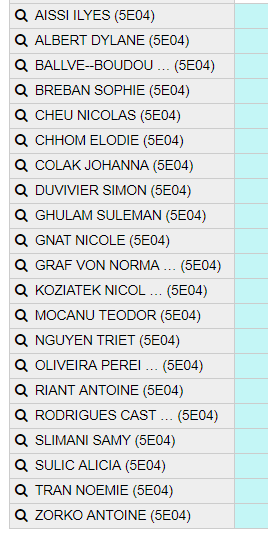 AISSI ILYES (5E04)
ALBERT DYLANE (5E04)
BALLVE--BOUDOU ... (5E04)
BREBAN SOPHIE (5E04)
CHEU NICOLAS (5E04)
CHHOM ELODIE (5E04)
COLAK JOHANNA (5E04)
DUVIVIER SIMON (5E04)
GHULAM SULEMAN (5E04)
GNAT NICOLE (5E04)
GRAF VON NORMA ... (5E04)
KOZIATEK NICOL ... (5E04)
MOCANU TEODOR (5E04)
NGUYEN TRIET (5E04)
OLIVEIRA PEREI ... (5E04)
RIANT ANTOINE (5E04)
RODRIGUES CAST ... (5E04)
SLIMANI SAMY (5E04)
SULIC ALICIA (5E04)
TRAN NOEMIE (5E04)
ZORKO ANTOINE (5E04)